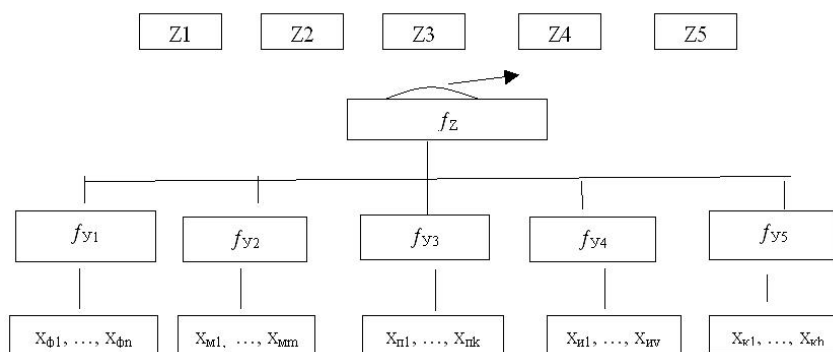 Z1 Z2 Z3 Z4 Z5
fZ
fУ1 fУ2 fУ3 fУ4 fУ5
Xф1, …, Xфn Xм1, …, Xмm Xп1, …, Xпk Xи1, …, Xиv Xк1, …, Xкh